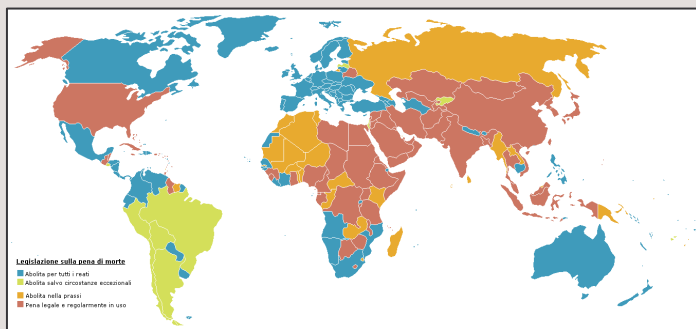 Legislazione sulla pena di morte
Abolita per tutti i reati
Abolita salvo circostanze eccezionali
Abolita nella prassi
Pena legale e regolarmente in uso